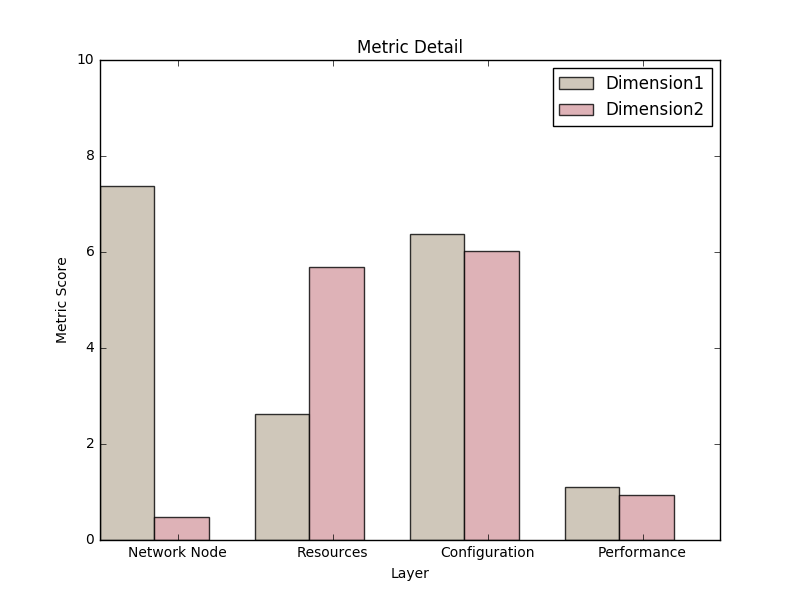 Metric Detail
10
8
6
4
2
0
Metric Score
Dimension1
Dimension2
Network Node
Resources
Configuration
Performance
Layer